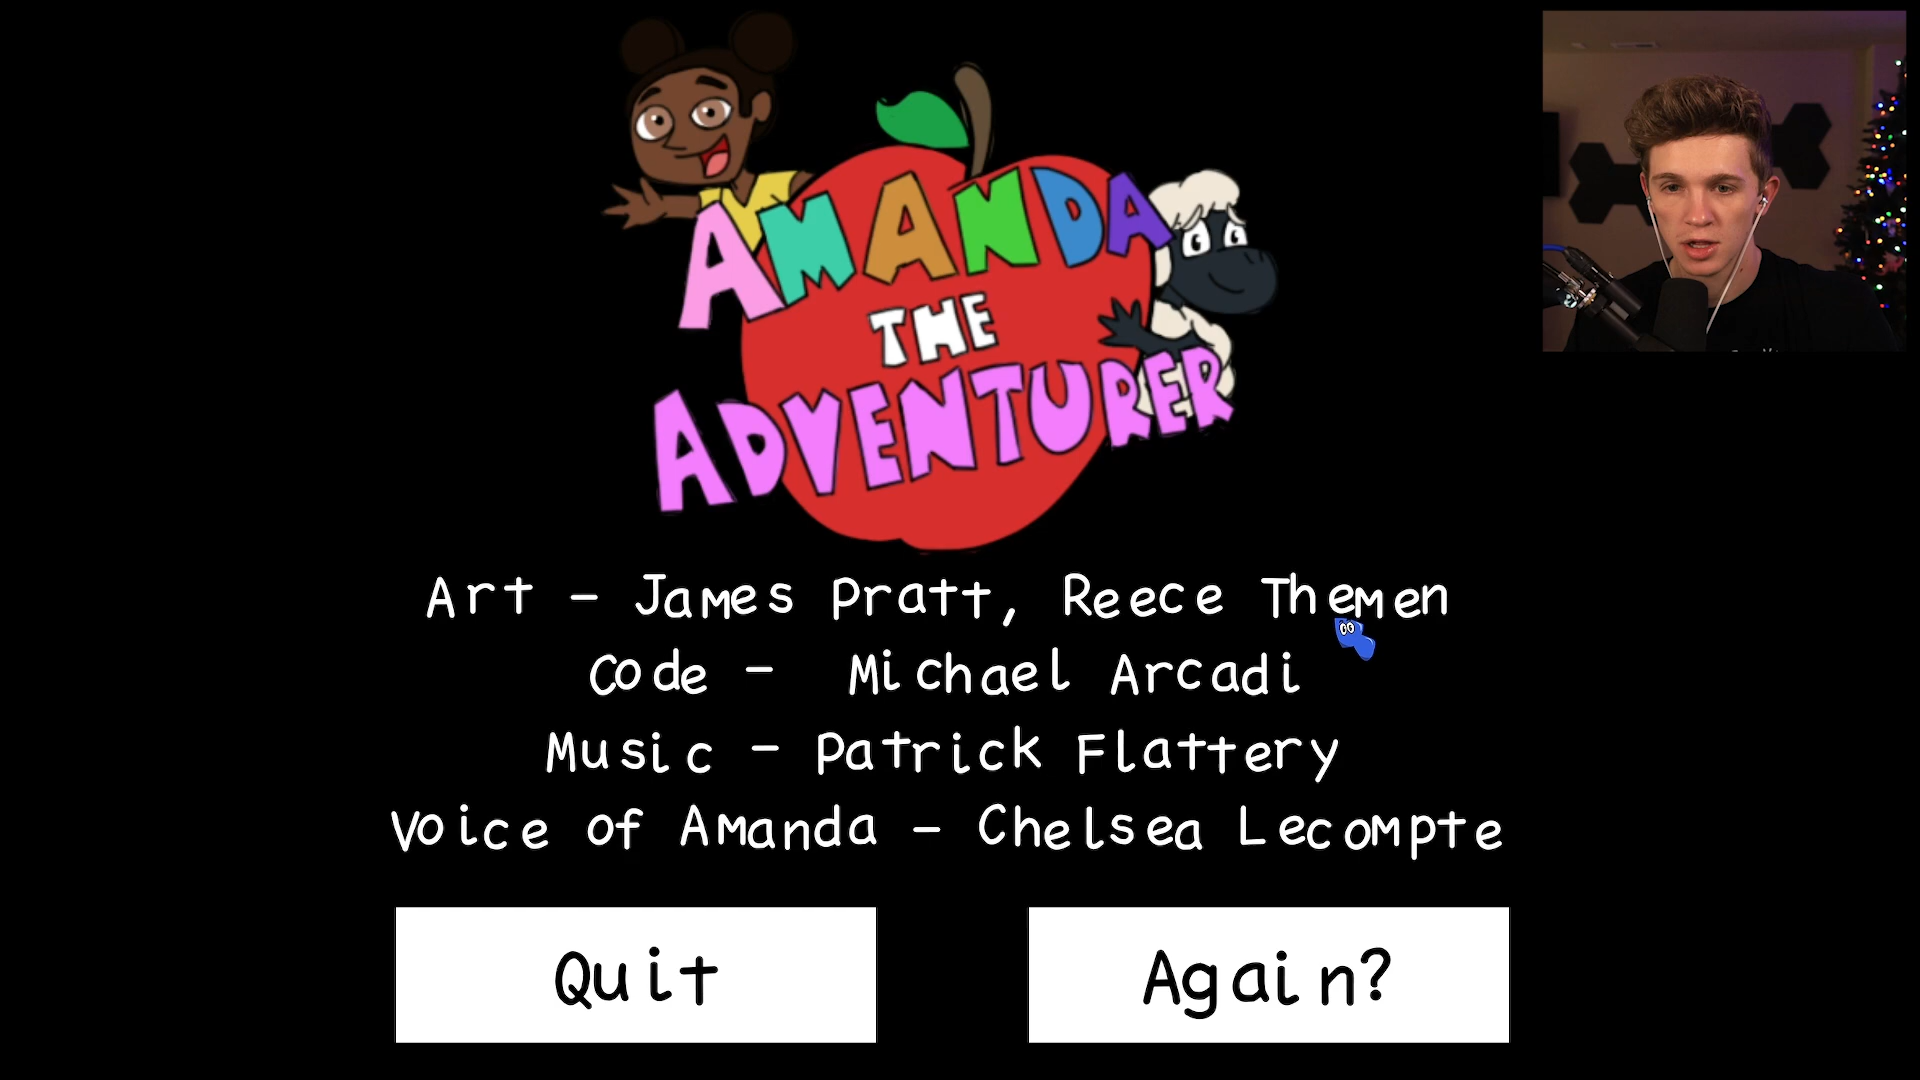 AMANDA
THE
ADVENTURER
Art - James Pratt, Reece Themen
Code - Michael Arcadi
Music - Patrick Flattery
Voice of Amanda - Chelsea Lecompte
Quit
Again?